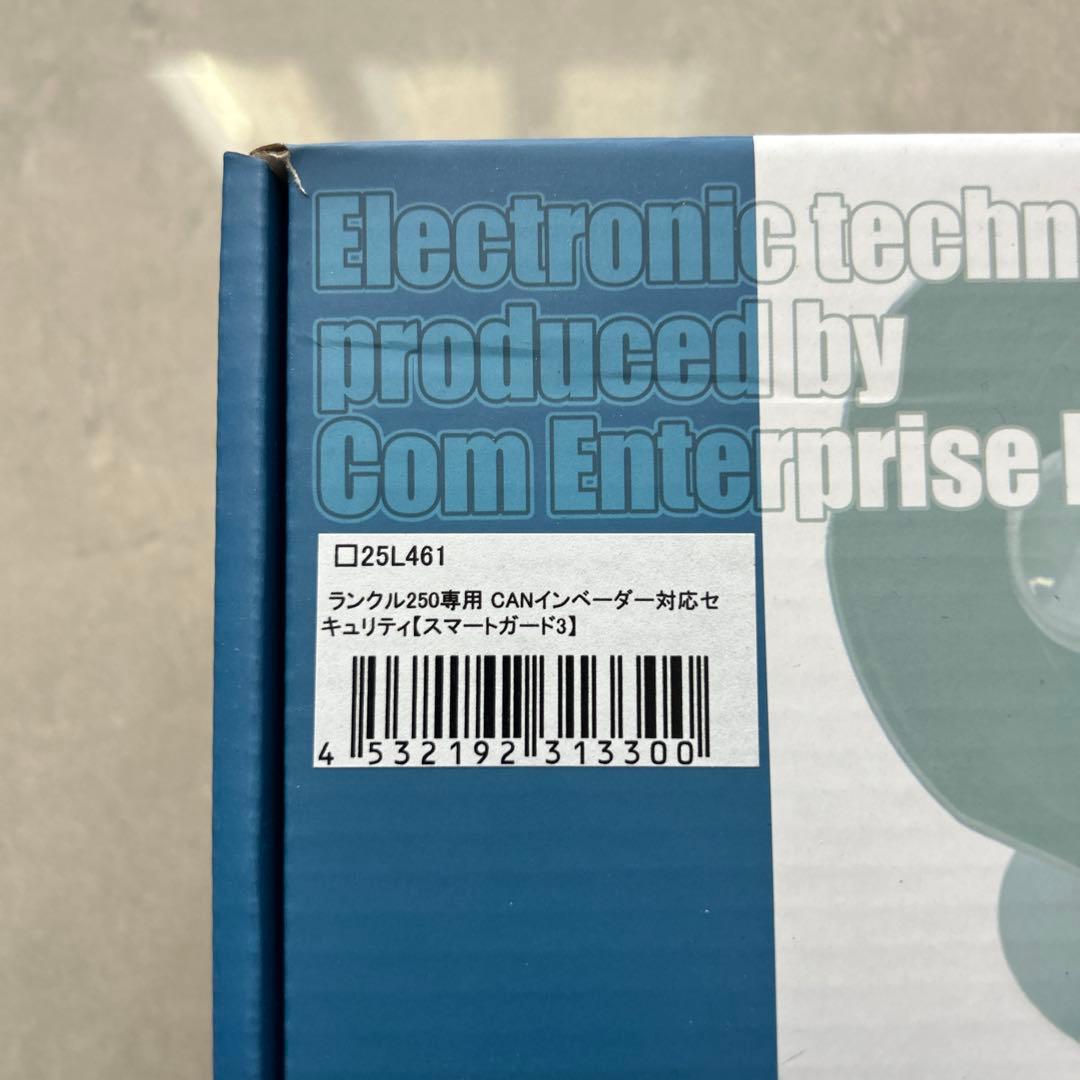 Electronic techn
produced by
Com Enterprise
□25L461
ランクル250専用 CANインベーダー対応セ
キュリティ【スマートガード3】
4 532192 313300